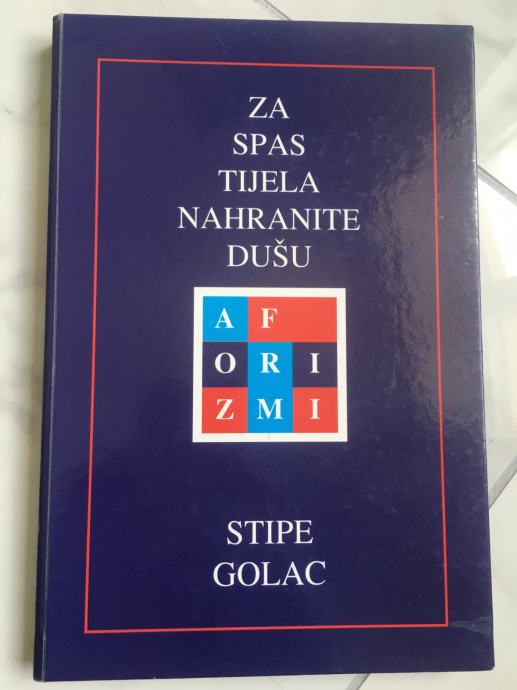 ZA
SPAS
TIJELA
NAHRANITE
DUŠU
A F
O R I
Z M I
STIPE
GOLAC